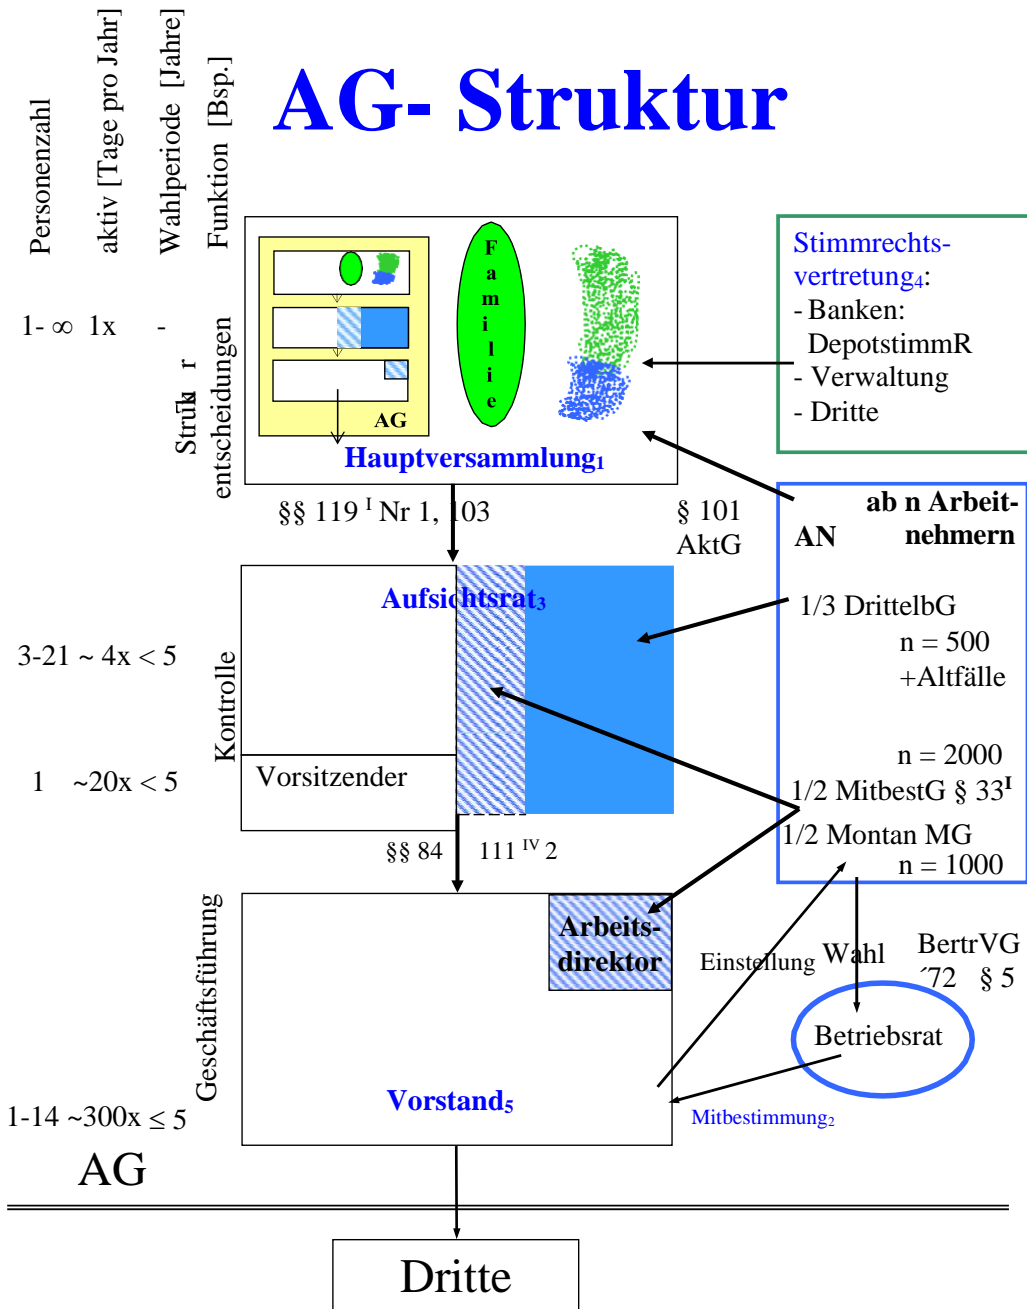 Personenzahl
aktiv [Tage pro Jahr]
Wahlperiode [Jahre]
Funktion [Bsp.]
AG- Struktur
Familie
AG
Hauptversammlung1
1- ∞ 1x -
entscheidungen
Stimmrechts-
vertretung4:
- Banken:
DepotstimmR
- Verwaltung
- Dritte
§§ 119 I Nr 1, 103
§ 101
AktG
ab n Arbeit-
nehmern
AN
1/3 DrittelbG
n = 500
+Altfälle
n = 2000
1/2 MitbestG § 33I
1/2 Montan MG
n = 1000
Aufsichtsrat3
3-21 ~ 4x < 5
Kontrolle
1 ~20x < 5
Vorsitzender
§§ 84 111 IV 2
Geschäftsführung
Arbeits-
direktor
Einstellung
Wahl
BertrVG
´72 § 5
Betriebsrat
Vorstand5
Mitbestimmung2
1-14 ~300x ≤ 5
AG
Dritte